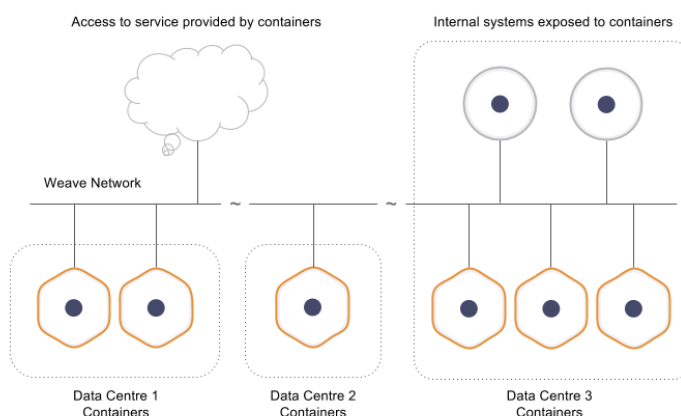 Access to service provided by containers
Internal systems exposed to containers
Weave Network
~
~
Data Centre 1
Containers
Data Centre 2
Containers
Data Centre 3
Containers